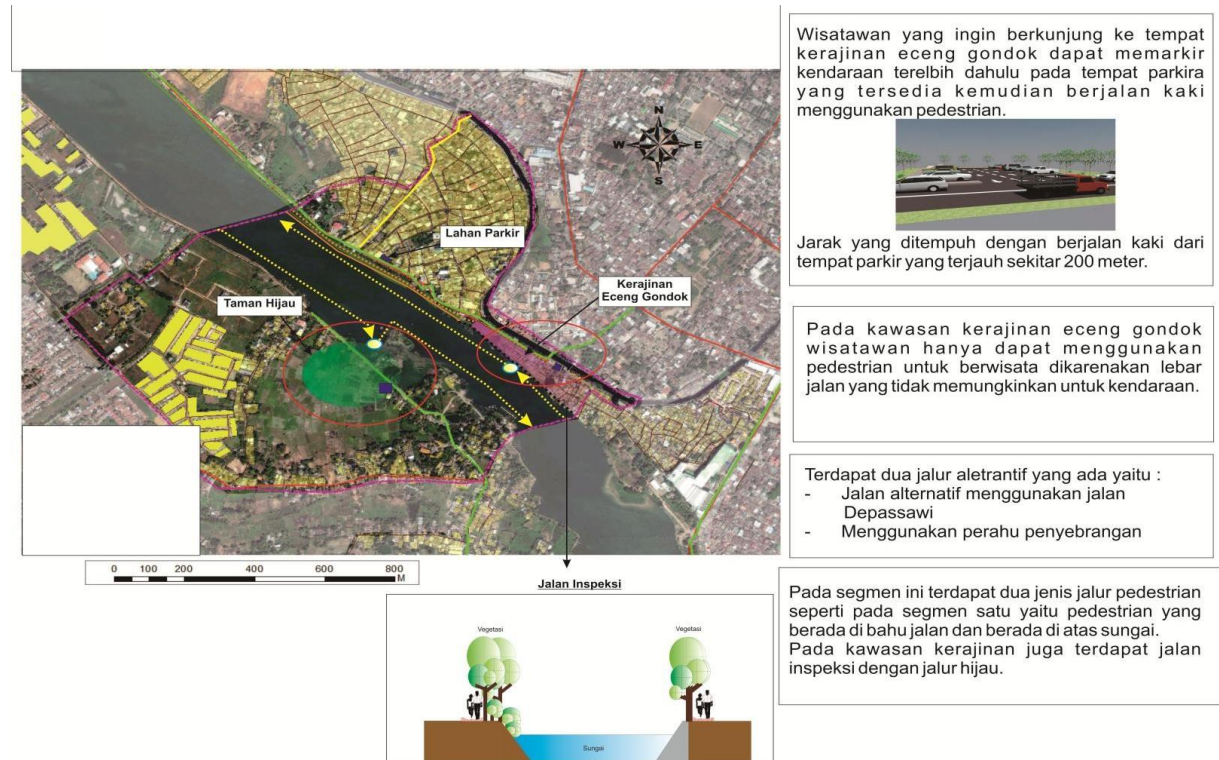 N
W E
S
Lahan Parkir
Kerajinan
Eceng Gondok
Taman Hijau
0 100 200 400 600 800
M
Jalan Inspeksi
Vegetasi Vegetasi
Sungai
Wisatawan yang ingin berkunjung ke tempat
kerajinan eceng gondok dapat memarkir
kendaraan terelbih dahulu pada tempat parkira
yang tersedia kemudian berjalan kaki
menggunakan pedestrian.
Jarak yang ditempuh dengan berjalan kaki dari
tempat parkir yang terjauh sekitar 200 meter.
Pada kawasan kerajinan eceng gondok
wisatawan hanya dapat menggunakan
pedestrian untuk berwisata dikarenakan lebar
jalan yang tidak memungkinkan untuk kendaraan.
Terdapat dua jalur aletrantif yang ada yaitu :
- Jalan alternatif menggunakan jalan
Depassawi
- Menggunakan perahu penyebrangan
Pada segmen ini terdapat dua jenis jalur pedestrian
seperti pada segmen satu yaitu pedestrian yang
berada di bahu jalan dan berada di atas sungai.
Pada kawasan kerajinan juga terdapat jalan
inspeksi dengan jalur hijau.